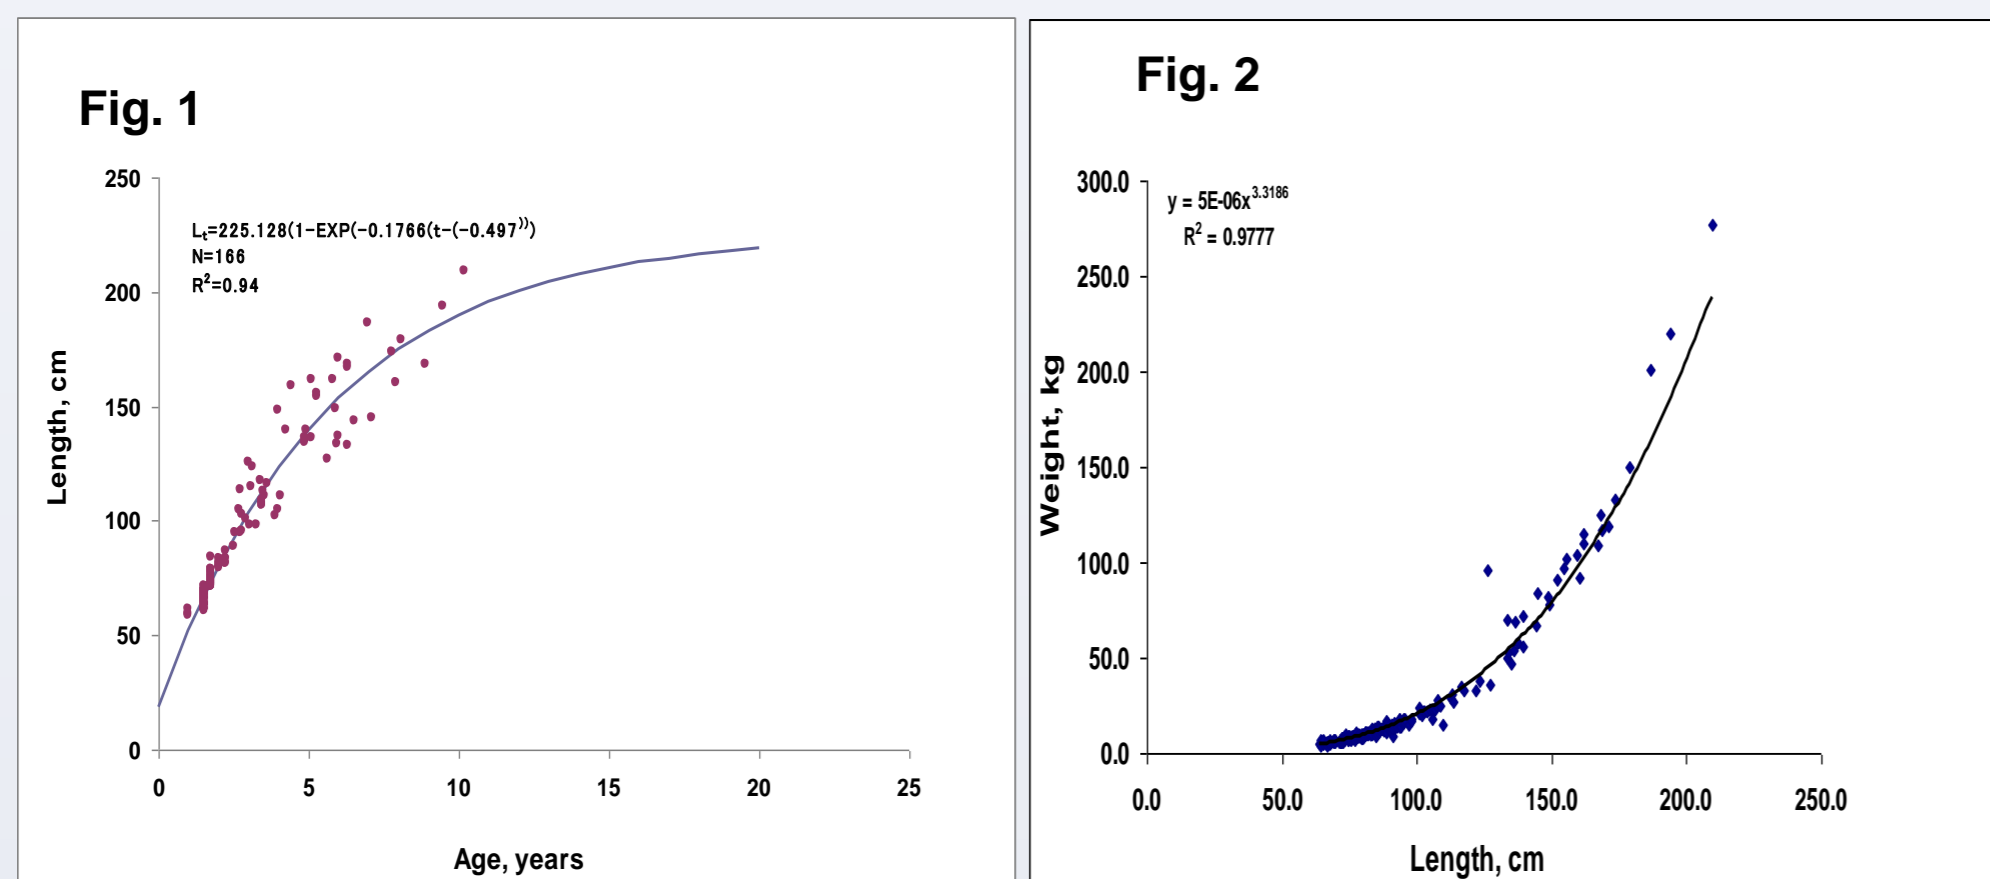 Fig. 1
250
200
150
100
50
0
Lₜ=225.128(1-EXP(-0.1766(t-(-0.497)))
N=166
R²=0.94
Length, cm
0 5 10 15 20 25
Age, years
Fig. 2
300.0
250.0
200.0
150.0
100.0
50.0
0.0
y = 5E-06x^3.3186
R² = 0.9777
Weight, kg
0.0 50.0 100.0 150.0 200.0 250.0
Length, cm